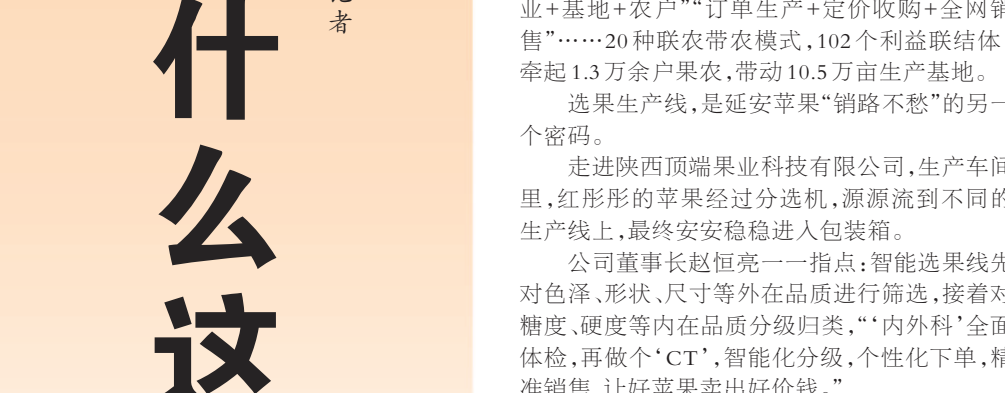 什么这
者
业+基地+农户”“订单生产+定价收购+全网销
售”……20种联农带农模式,102个利益联结体,
牵起1.3万余户果农,带动10.5万亩生产基地。
选果生产线,是延安苹果“销路不愁”的另一
个密码。
走进陕西顶端果业科技有限公司,生产车间
里,红彤彤的苹果经过分选机,源源流到不同的
生产线上,最终安安稳稳进入包装箱。
公司董事长赵恒亮一一指点:智能选果线先
对色泽、形状、尺寸等外在品质进行筛选,接着对
糖度、硬度等内在品质分级归类,“‘内外科’全面
体检,再做个‘CT’,智能化分级,个性化下单,精
准销售,让好苹果卖出好价钱。”